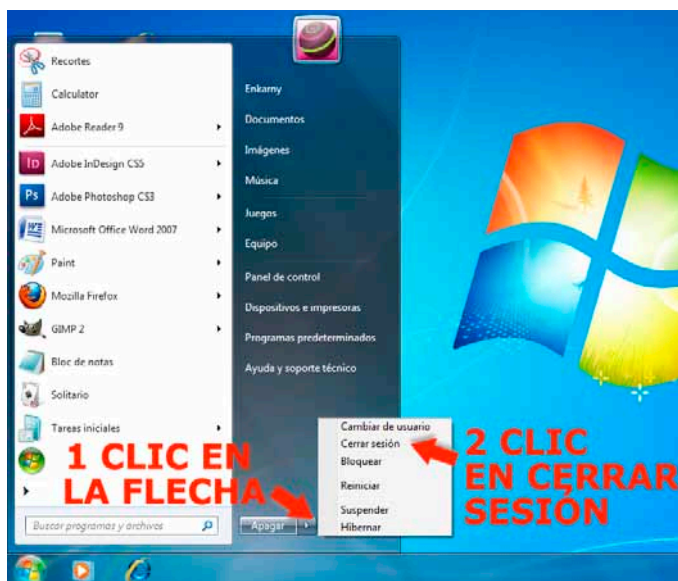 Recortes
Calculator
Adobe Reader 9
Adobe InDesign CS5
Adobe Photoshop CS3
Microsoft Office Word 2007
Paint
Mozilla Firefox
GIMP 2
Bloc de notas
Solitario
Tareas iniciales
Buscar programas y archivos
Enkarny
Documentos
Imágenes
Música
Juegos
Equipo
Panel de control
Dispositivos e impresoras
Programas predeterminados
Ayuda y soporte técnico
Apagar
Cambiar de usuario
Cerrar sesión
Bloquear
Reiniciar
Suspender
Hibernar
1 CLIC EN
LA FLECHA
2 CLIC
EN CERRAR
SESIÓN
ID
Ps